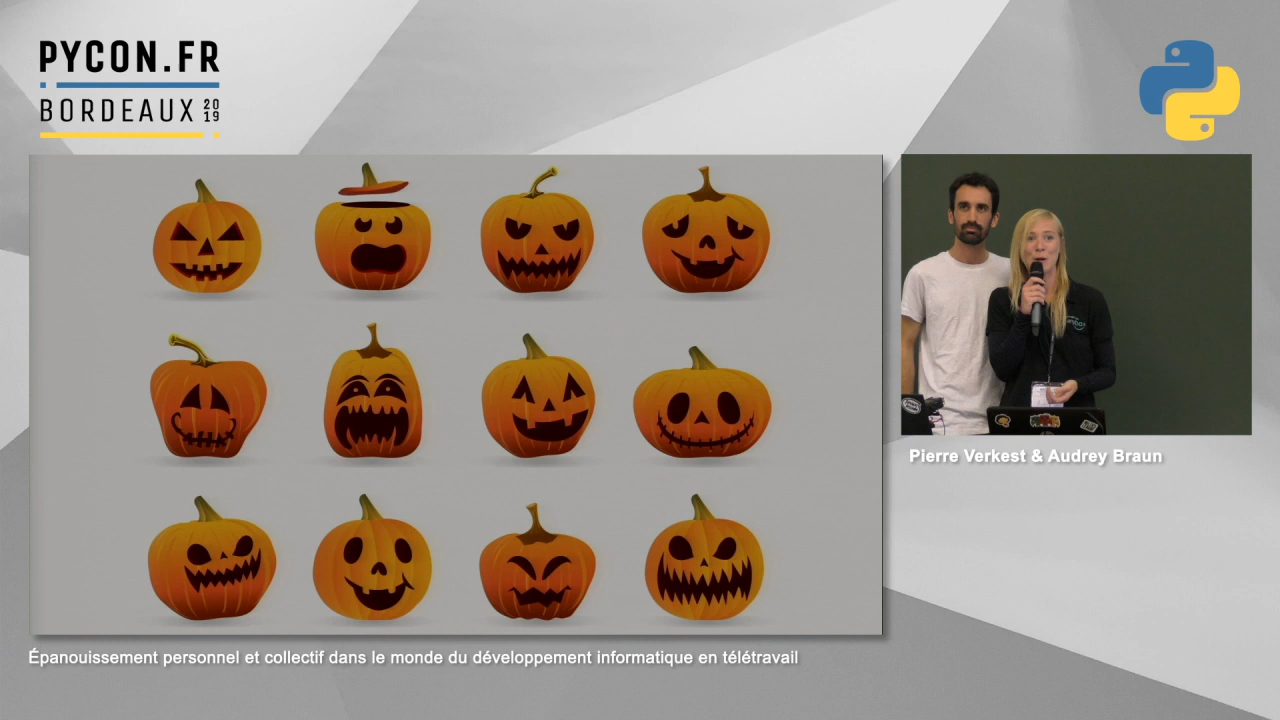 PYCON.FR
BORDEAUX 2019
Pierre Verkest & Audrey Braun
Épanouissement personnel et collectif dans le monde du développement informatique en télétravail